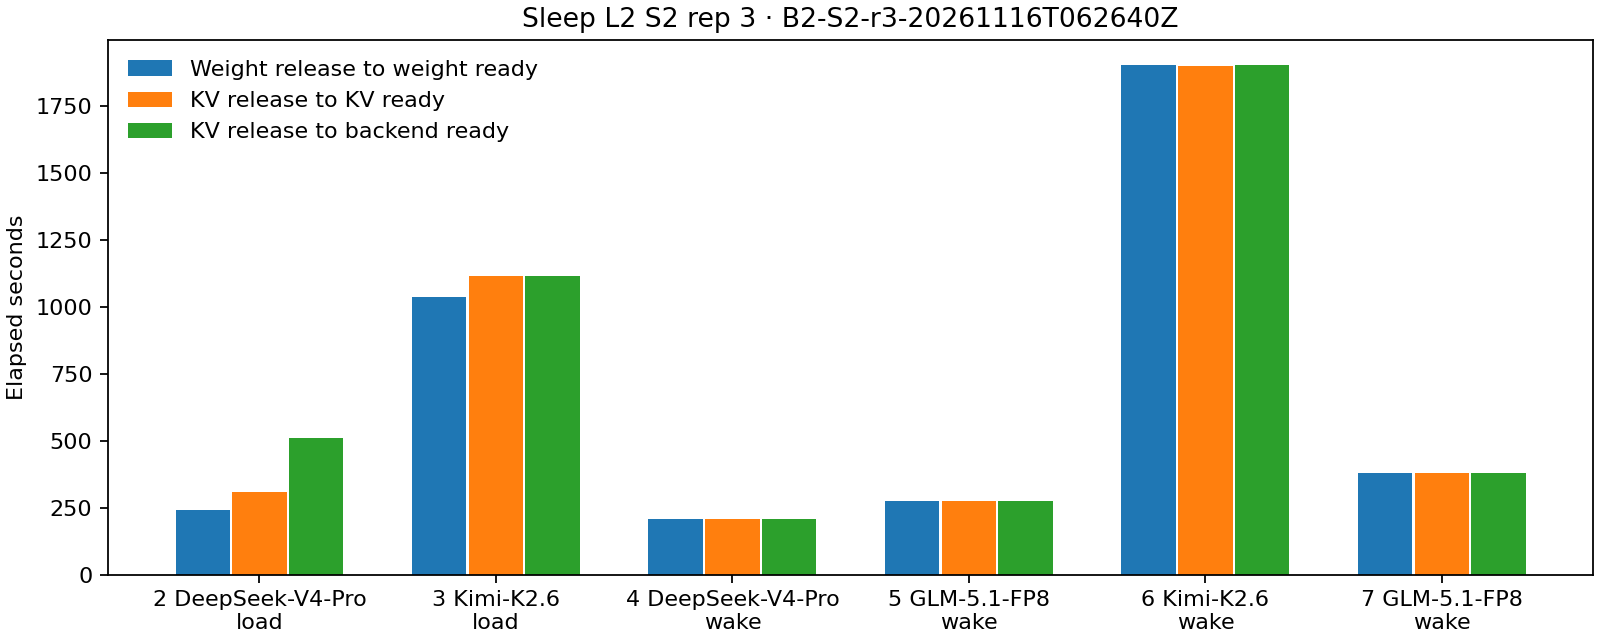 Sleep L2 S2 rep 3 · B2-S2-r3-20261116T062640Z
Weight release to weight ready
KV release to KV ready
KV release to backend ready
Elapsed seconds
1750
1500
1250
1000
750
500
250
0
2 DeepSeek-V4-Pro
load
3 Kimi-K2.6
load
4 DeepSeek-V4-Pro
wake
5 GLM-5.1-FP8
wake
6 Kimi-K2.6
wake
7 GLM-5.1-FP8
wake